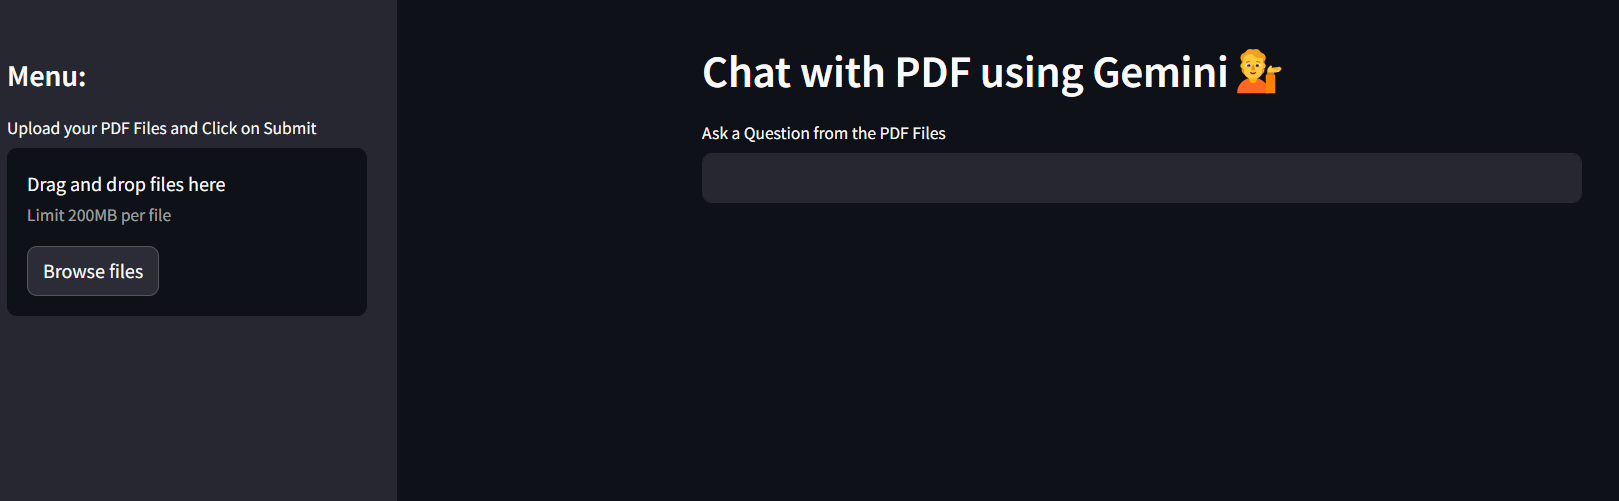 Menu:
Upload your PDF Files and Click on Submit
Drag and drop files here
Limit 200MB per file
Browse files
Chat with PDF using Gemini 💁
Ask a Question from the PDF Files